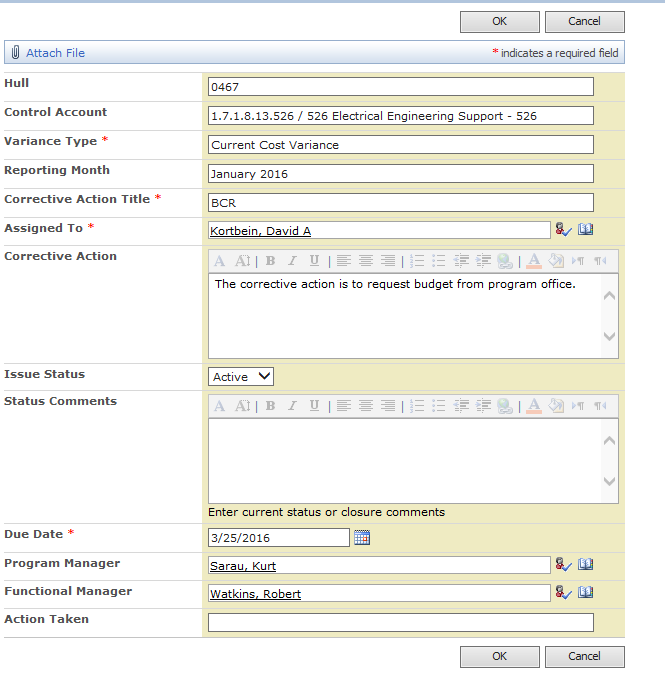 OK Cancel
Attach File * indicates a required field
Hull 0467
Control Account 1.7.1.8.13.526 / 526 Electrical Engineering Support - 526
Variance Type * Current Cost Variance
Reporting Month January 2016
Corrective Action Title * BCR
Assigned To * Kortbein, David A
Corrective Action A AI B I U A
The corrective action is to request budget from program office.
Issue Status Active
Status Comments A AI B I U A
Enter current status or closure comments
Due Date * 3/25/2016
Program Manager Sarau, Kurt
Functional Manager Watkins, Robert
Action Taken
OK Cancel